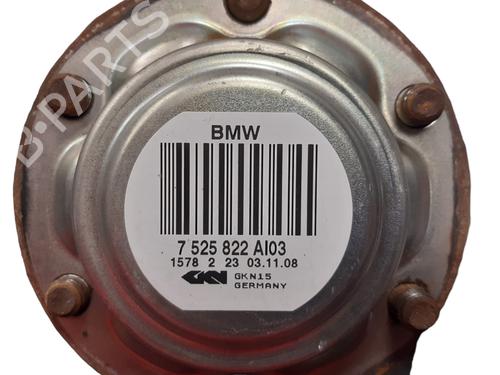 B-PARTS
BMW
7 525 822 AI03
1578 2 23 03.11.08
GKN GKN15
GERMANY